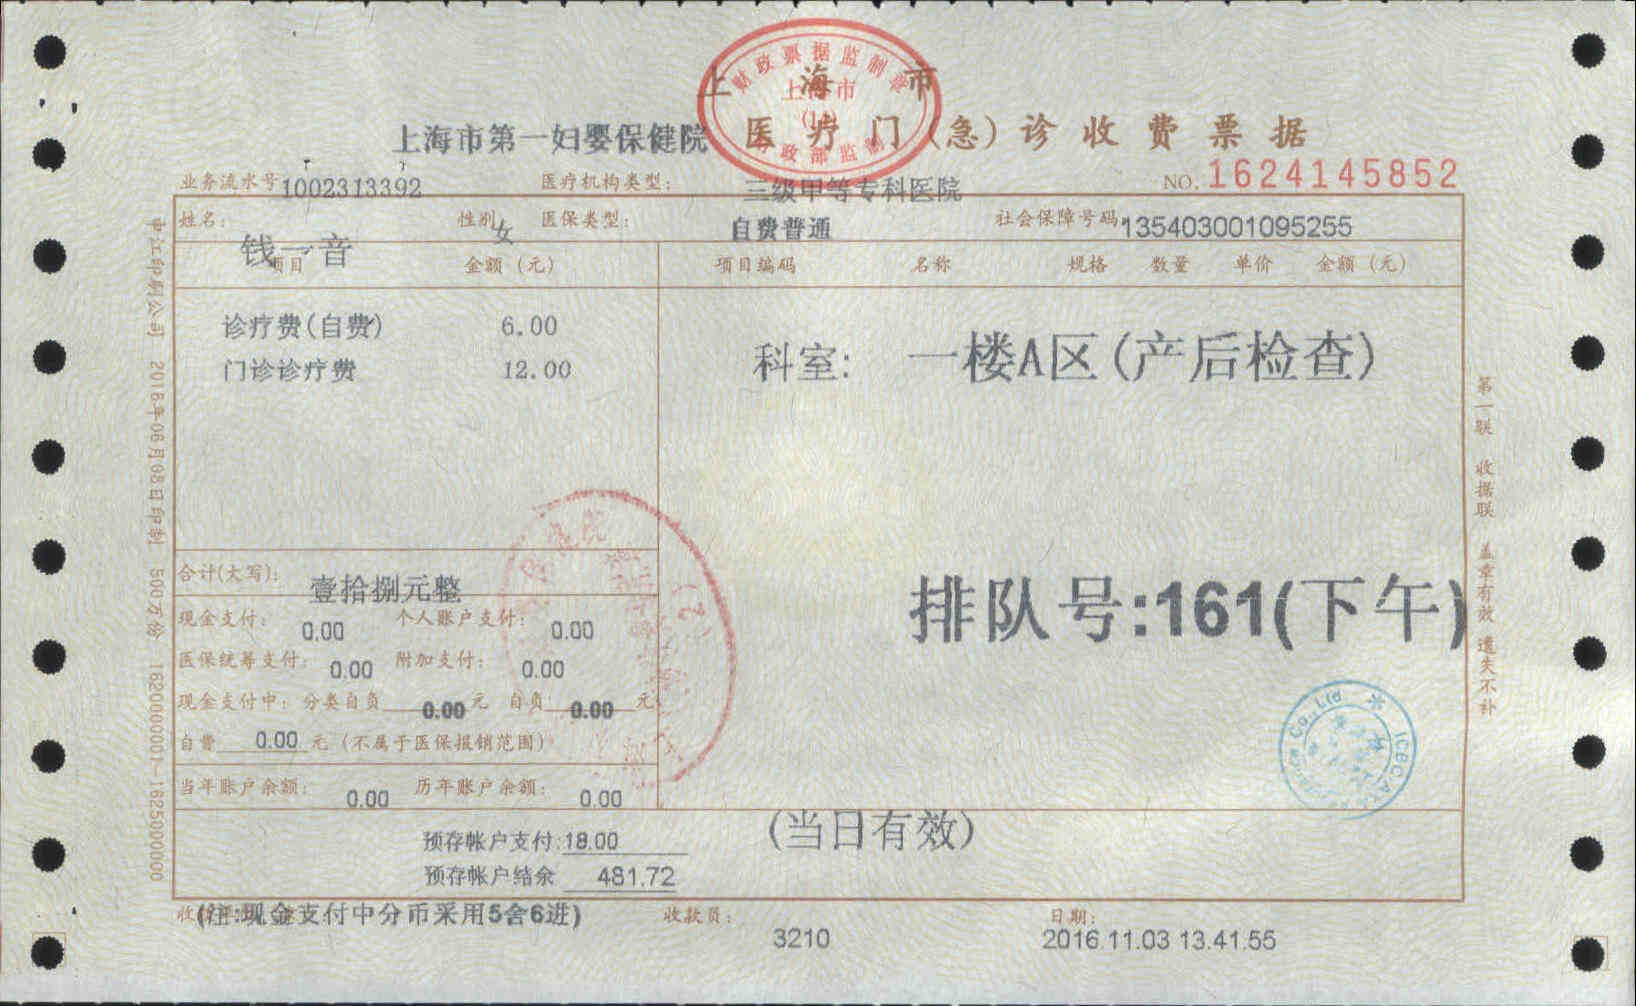 上海市
上海市第一妇婴保健院 医疗门(急)诊收费票据
财政票据监制章
上海市
业务流水号 1002313392 医疗机构类型: 三级甲等专科医院 NO. 1624145852
姓名: 钱一音 性别 女 医保类型: 自费普通 社会保障号码 135403001095255
项目 金额(元) 项目编码 名称 规格 数量 单价 金额(元)
诊疗费(自费) 6.00
门诊诊疗费 12.00
科室: 一楼A区(产后检查)
排队号:161(下午)
合计(大写): 壹拾捌元整
现金支付: 0.00 个人账户支付: 0.00
医保统筹支付: 0.00 附加支付: 0.00
现金支付中: 分类自负 0.00 元 自负 0.00 元
自费 0.00 元 (不属于医保报销范围)
当年账户余额: 0.00 历年账户余额: 0.00
预存帐户支付:18.00
预存帐户结余 481.72
(当日有效)
(注:现金支付中分币采用5舍6进) 收款员: 3210 日期: 2016.11.03 13.41.55
第一联 收据联 盖章有效 遗失不补
印刷公司 2016年06月08日印制 500万份 1620000001-1625000000
Co., Ltd * ICBC